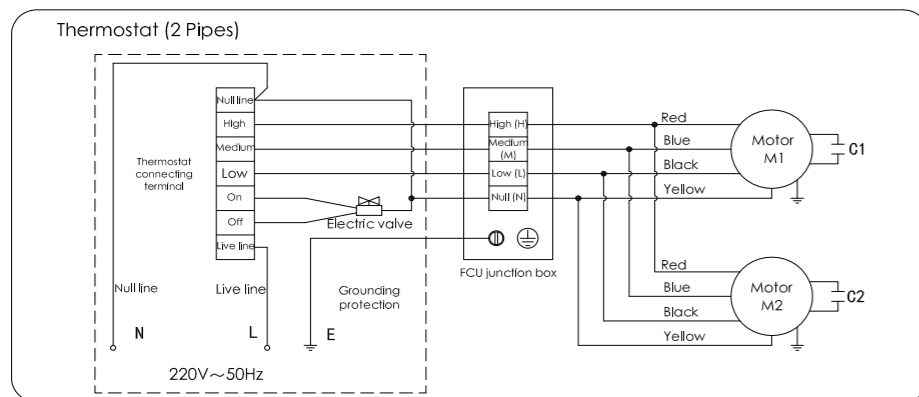 Thermostat (2 Pipes)
Null line
High
Medium
Low
On
Off
Live line
Thermostat
connecting
terminal
Electric valve
Null line
Live line
Grounding
protection
N
L
E
220V～50Hz
High (H)
Medium
(M)
Low (L)
Null (N)
FCU junction box
Red
Blue
Black
Yellow
Motor
M1
C1
Red
Blue
Black
Yellow
Motor
M2
C2